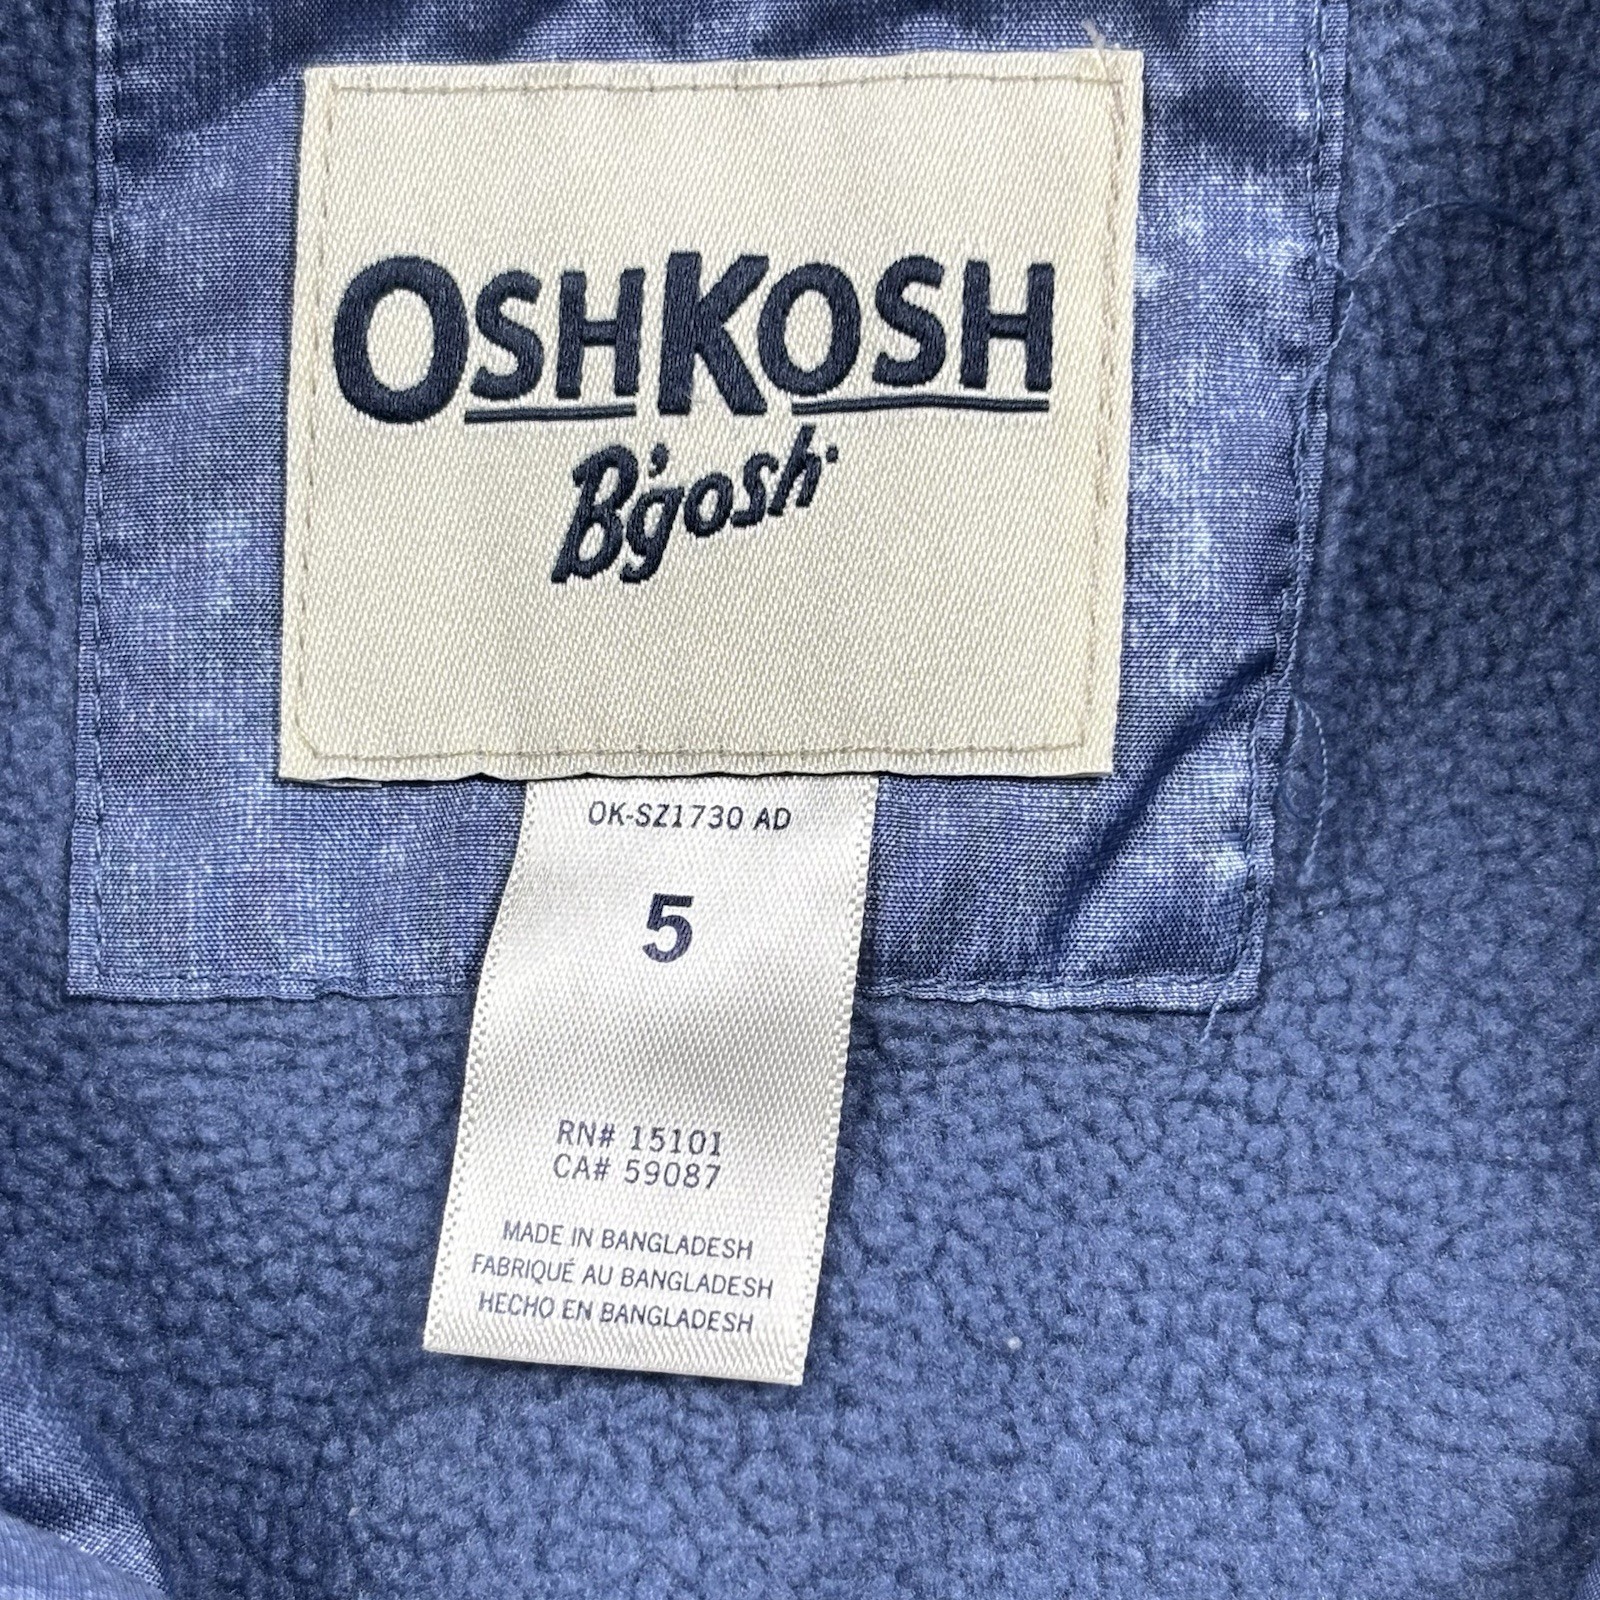 OSHKOSH
B'gosh
OK-SZ1730 AD
5
RN# 15101
CA# 59087
MADE IN BANGLADESH
FABRIQUÉ AU BANGLADESH
HECHO EN BANGLADESH